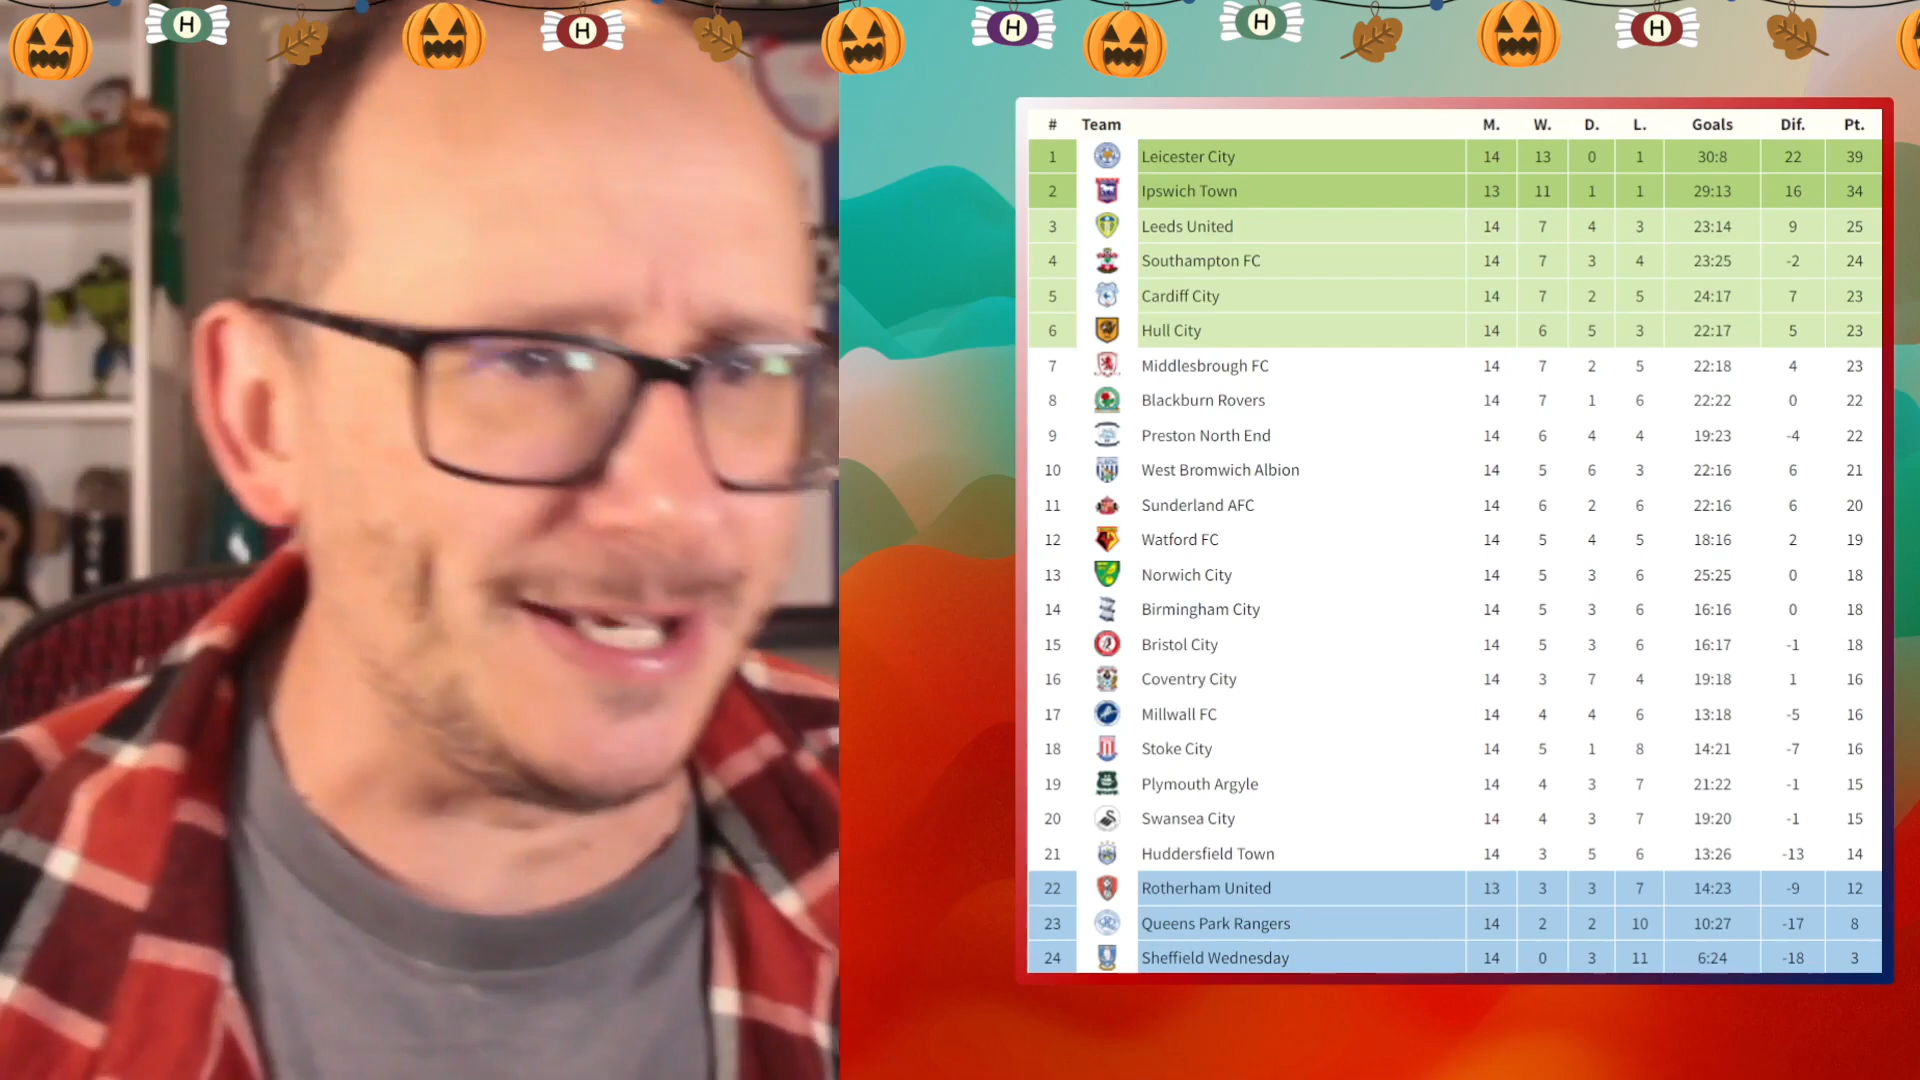 H H H H H
# Team M. W. D. L. Goals Dif. Pt.
1 Leicester City 14 13 0 1 30:8 22 39
2 Ipswich Town 13 11 1 1 29:13 16 34
3 Leeds United 14 7 4 3 23:14 9 25
4 Southampton FC 14 7 3 4 23:25 -2 24
5 Cardiff City 14 7 2 5 24:17 7 23
6 Hull City 14 6 5 3 22:17 5 23
7 Middlesbrough FC 14 7 2 5 22:18 4 23
8 Blackburn Rovers 14 7 1 6 22:22 0 22
9 Preston North End 14 6 4 4 19:23 -4 22
10 West Bromwich Albion 14 5 6 3 22:16 6 21
11 Sunderland AFC 14 6 2 6 22:16 6 20
12 Watford FC 14 5 4 5 18:16 2 19
13 Norwich City 14 5 3 6 25:25 0 18
14 Birmingham City 14 5 3 6 16:16 0 18
15 Bristol City 14 5 3 6 16:17 -1 18
16 Coventry City 14 3 7 4 19:18 1 16
17 Millwall FC 14 4 4 6 13:18 -5 16
18 Stoke City 14 5 1 8 14:21 -7 16
19 Plymouth Argyle 14 4 3 7 21:22 -1 15
20 Swansea City 14 4 3 7 19:20 -1 15
21 Huddersfield Town 14 3 5 6 13:26 -13 14
22 Rotherham United 13 3 3 7 14:23 -9 12
23 Queens Park Rangers 14 2 2 10 10:27 -17 8
24 Sheffield Wednesday 14 0 3 11 6:24 -18 3